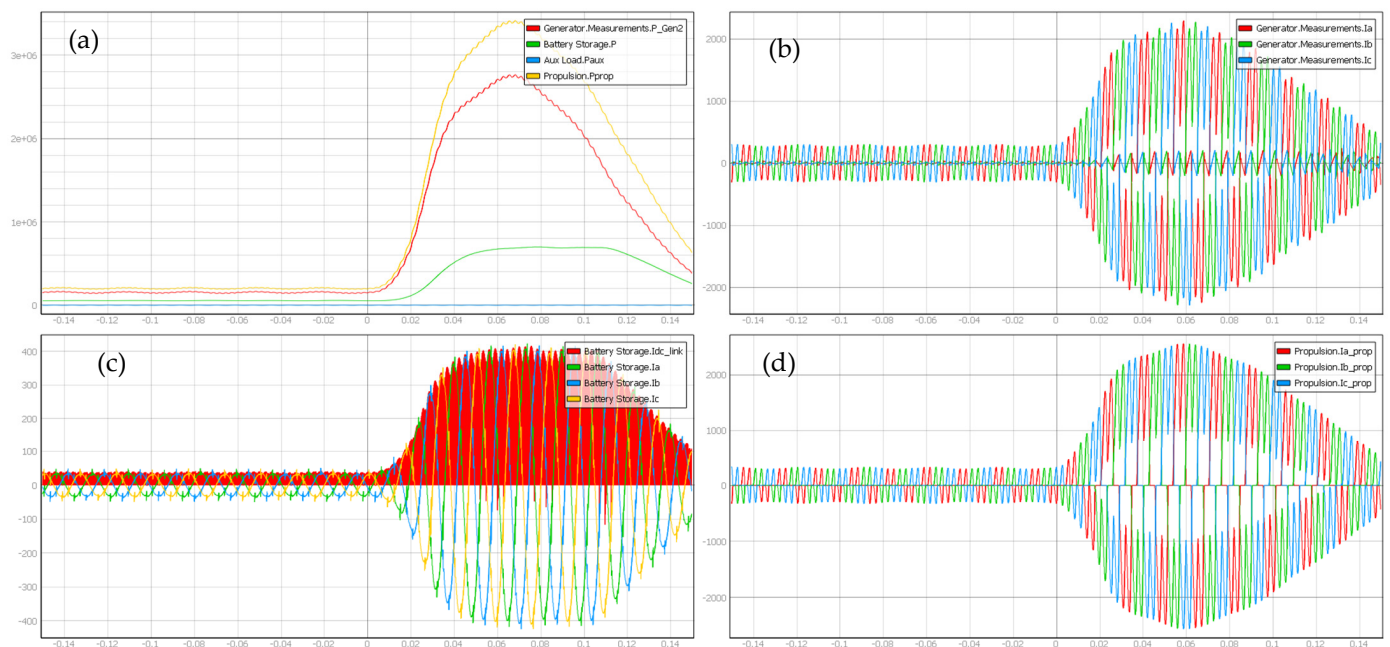 (a)
Generator.Measurements.P_Gen2
Battery Storage.P
Aux Load.Paux
Propulsion.Pprop
3e+06
2e+06
1e+06
0
-0.14 -0.12 -0.1 -0.08 -0.06 -0.04 -0.02 0 0.02 0.04 0.06 0.08 0.1 0.12 0.14
(b)
Generator.Measurements.Ia
Generator.Measurements.Ib
Generator.Measurements.Ic
2000
1000
0
-1000
-2000
-0.14 -0.12 -0.1 -0.08 -0.06 -0.04 -0.02 0 0.02 0.04 0.06 0.08 0.1 0.12 0.14
(c)
Battery Storage.Idc_link
Battery Storage.Ia
Battery Storage.Ib
Battery Storage.Ic
400
300
200
100
0
-100
-200
-300
-400
-0.14 -0.12 -0.1 -0.08 -0.06 -0.04 -0.02 0 0.02 0.04 0.06 0.08 0.1 0.12 0.14
(d)
Propulsion.Ia_prop
Propulsion.Ib_prop
Propulsion.Ic_prop
2000
1000
0
-1000
-2000
-0.14 -0.12 -0.1 -0.08 -0.06 -0.04 -0.02 0 0.02 0.04 0.06 0.08 0.1 0.12 0.14